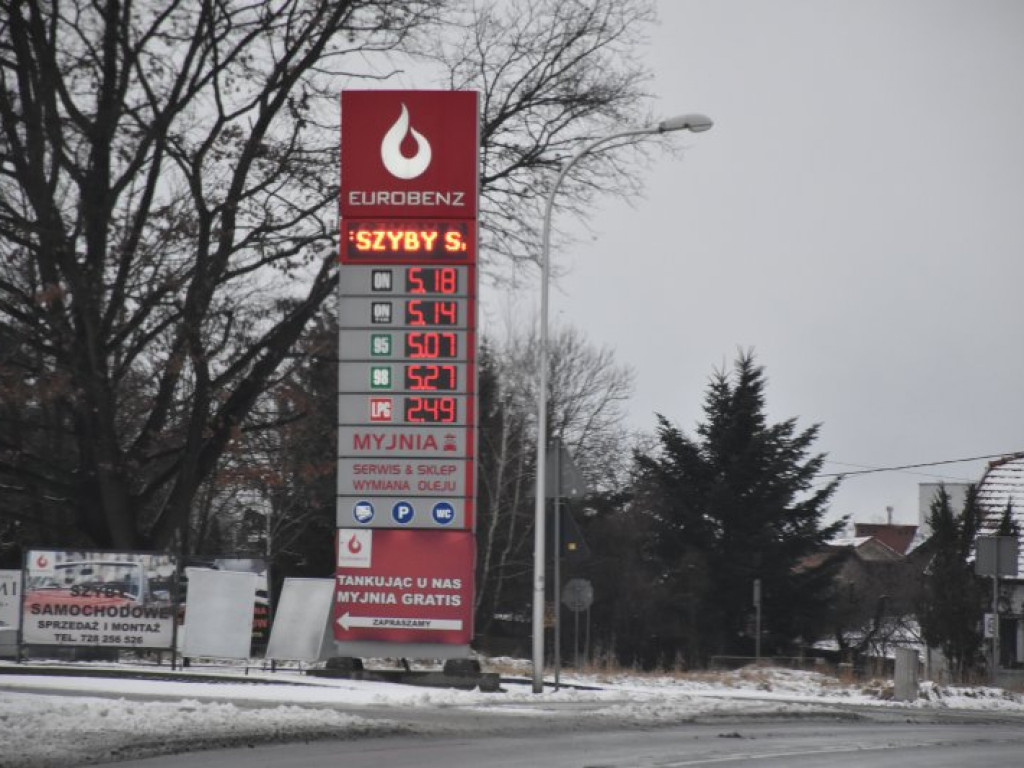 EUROBENZ
SZYBY S.
ON 5.18
ON 5.14
95 5.07
98 5.27
LPG 2.49
MYJNIA
SERWIS & SKLEP
WYMIANA OLEJU
P WC
TANKUJĄC U NAS
MYJNIA GRATIS
ZAPRASZAMY
SZYBY
SAMOCHODOWE
SPRZEDAŻ I MONTAŻ
TEL. 728 256 526